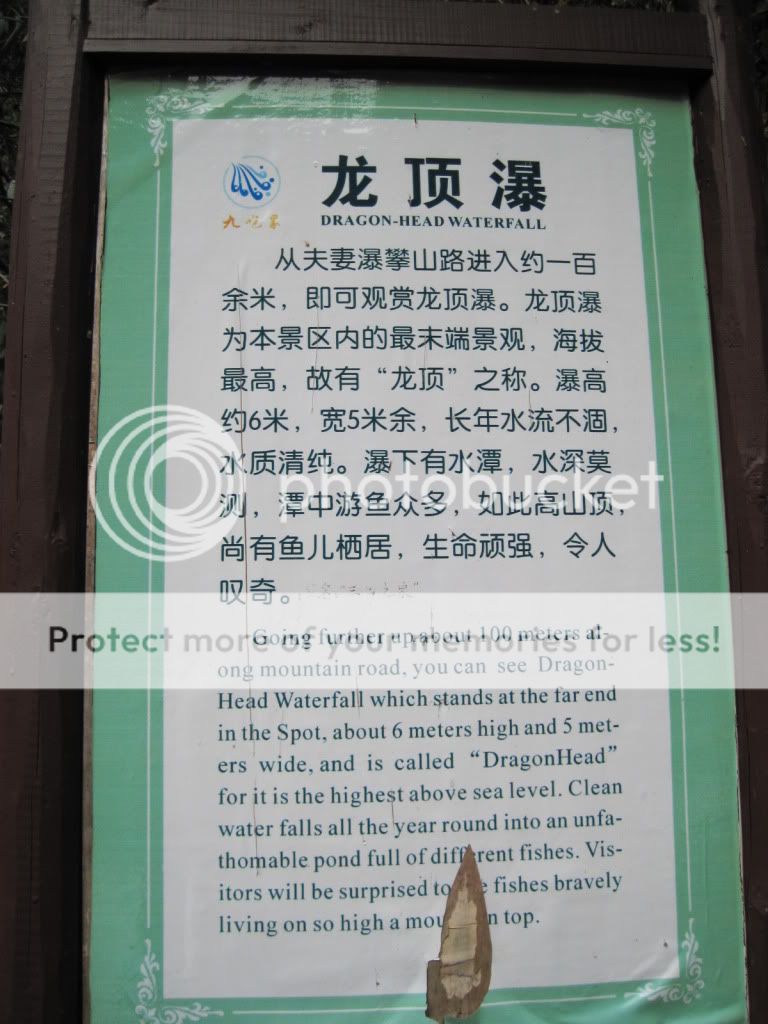 龙顶瀑
DRAGON-HEAD WATERFALL
从夫妻瀑攀山路进入约一百
余米，即可观赏龙顶瀑。龙顶瀑
为本景区内的最末端景观，海拔
最高，故有“龙顶”之称。瀑高
约6米，宽5米余，长年水流不涸，
水质清纯。瀑下有水潭，水深莫
测，潭中游鱼众多，如此高山顶，
尚有鱼儿栖居，生命顽强，令人
叹奇。
photobucket
Protect more of your memories for less!
Going further up about 100 meters al-
ong mountain road, you can see Dragon-
Head Waterfall which stands at the far end
in the Spot, about 6 meters high and 5 met-
ers wide, and is called “DragonHead”
for it is the highest above sea level. Clean
water falls all the year round into an unfa-
thomable pond full of different fishes. Vis-
itors will be surprised to fishes bravely
living on so high a mountain top.